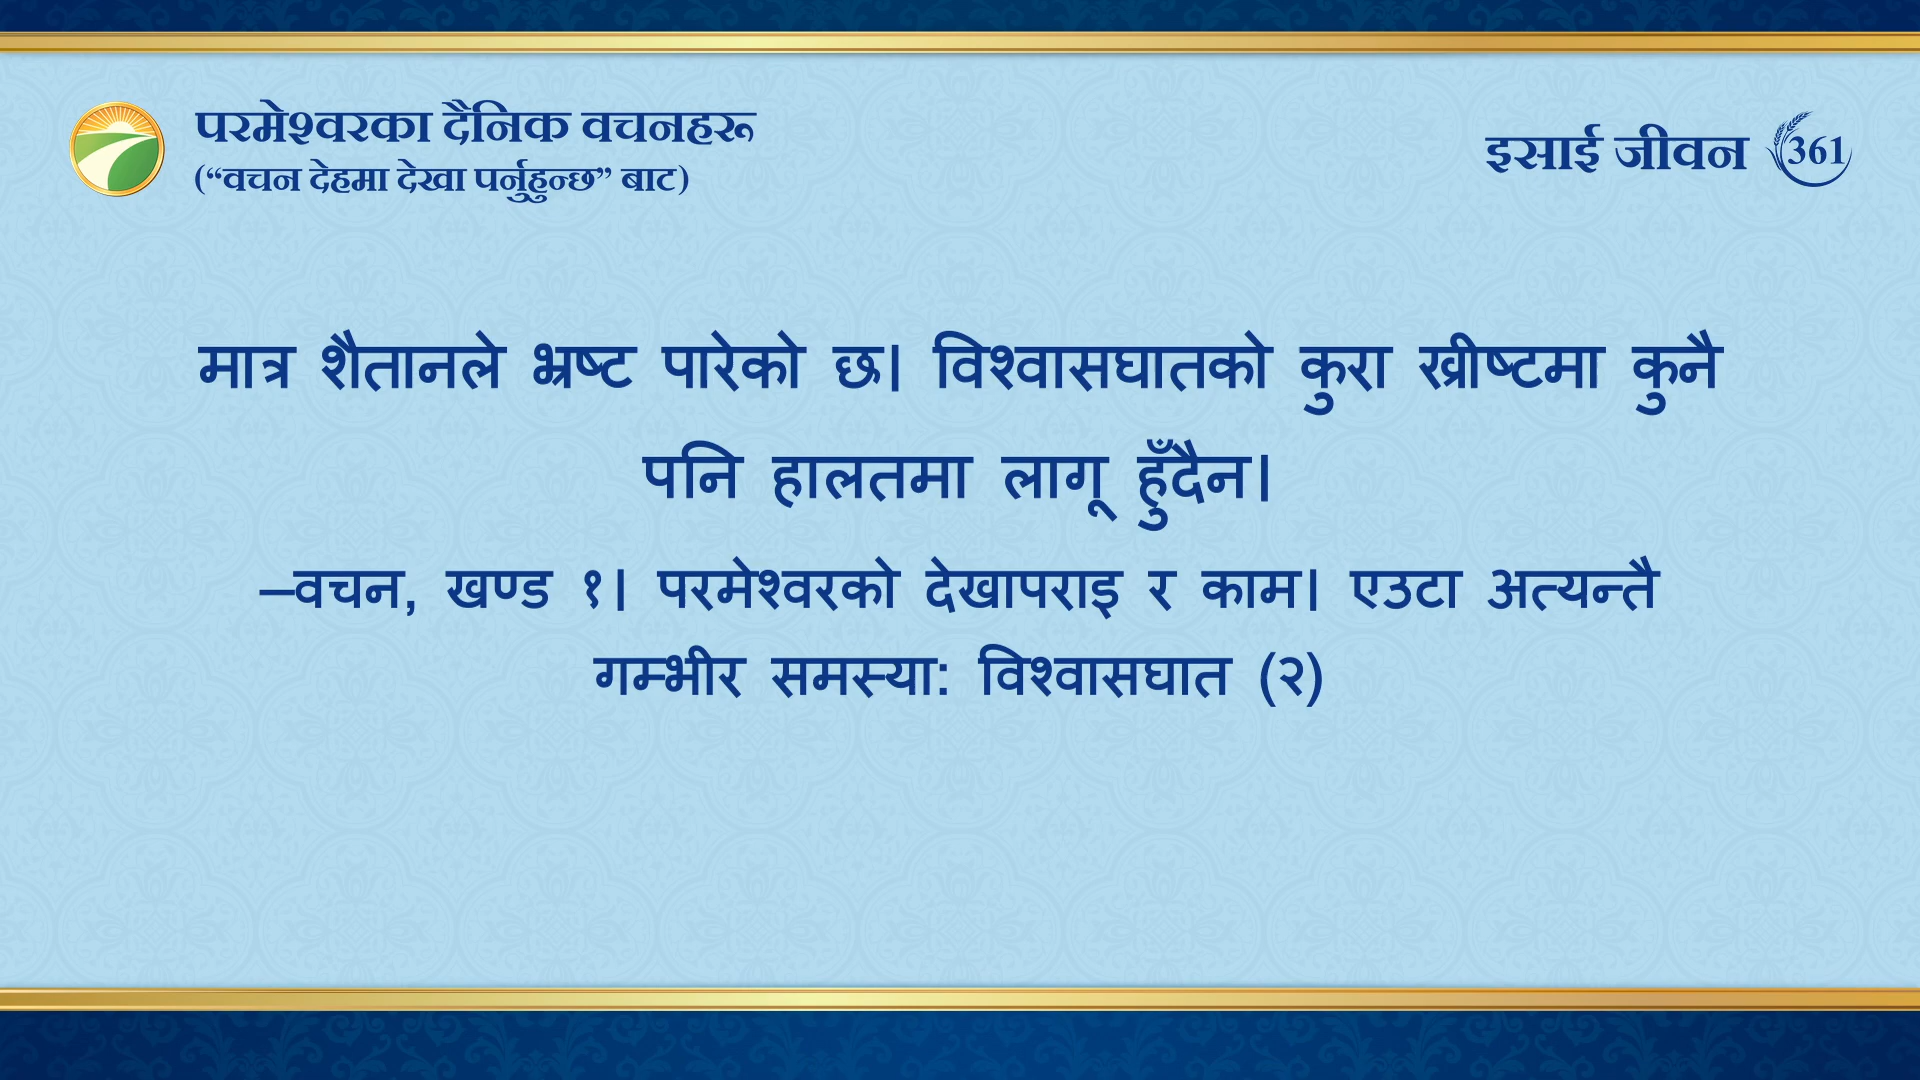 परमेश्वरका दैनिक वचनहरू
(“वचन देहमा देखा पर्नुहुन्छ” बाट)
इसाई जीवन 361
मात्र शैतानले भ्रष्ट पारेको छ। विश्वासघातको कुरा ख्रीष्टमा कुनै
पनि हालतमा लागू हुँदैन।
—वचन, खण्ड १। परमेश्वरको देखापराइ र काम। एउटा अत्यन्तै
गम्भीर समस्या: विश्वासघात (२)